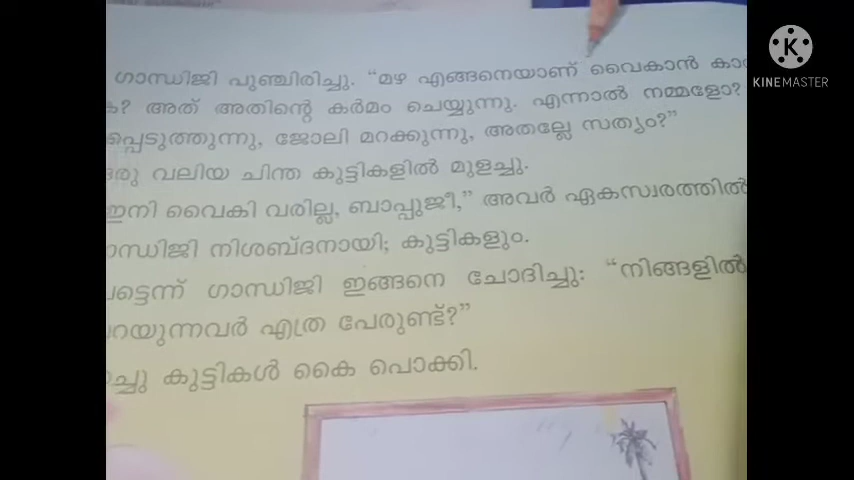 ഗാന്ധിജി പുഞ്ചിരിച്ചു. “മഴ എങ്ങനെയാണ് വൈകാൻ
അത് അതിന്റെ കർമം ചെയ്യുന്നു. എന്നാൽ നമ്മളോ?
പ്പെടുത്തുന്നു, ജോലി മറക്കുന്നു, അതല്ലേ സത്യം?”
വലിയ ചിന്ത കുട്ടികളിൽ മുളച്ചു.
ഇനി വൈകി വരില്ല, ബാപ്പുജീ,” അവർ ഏകസ്വരത്തിൽ
ഗാന്ധിജി നിശബ്ദനായി; കുട്ടികളും.
ഗാന്ധിജി ഇങ്ങനെ ചോദിച്ചു: “നിങ്ങളിൽ
റയുന്നവർ എത്ര പേരുണ്ട്?”
ച്ചു കുട്ടികൾ കൈ പൊക്കി.
K
KINEMASTER